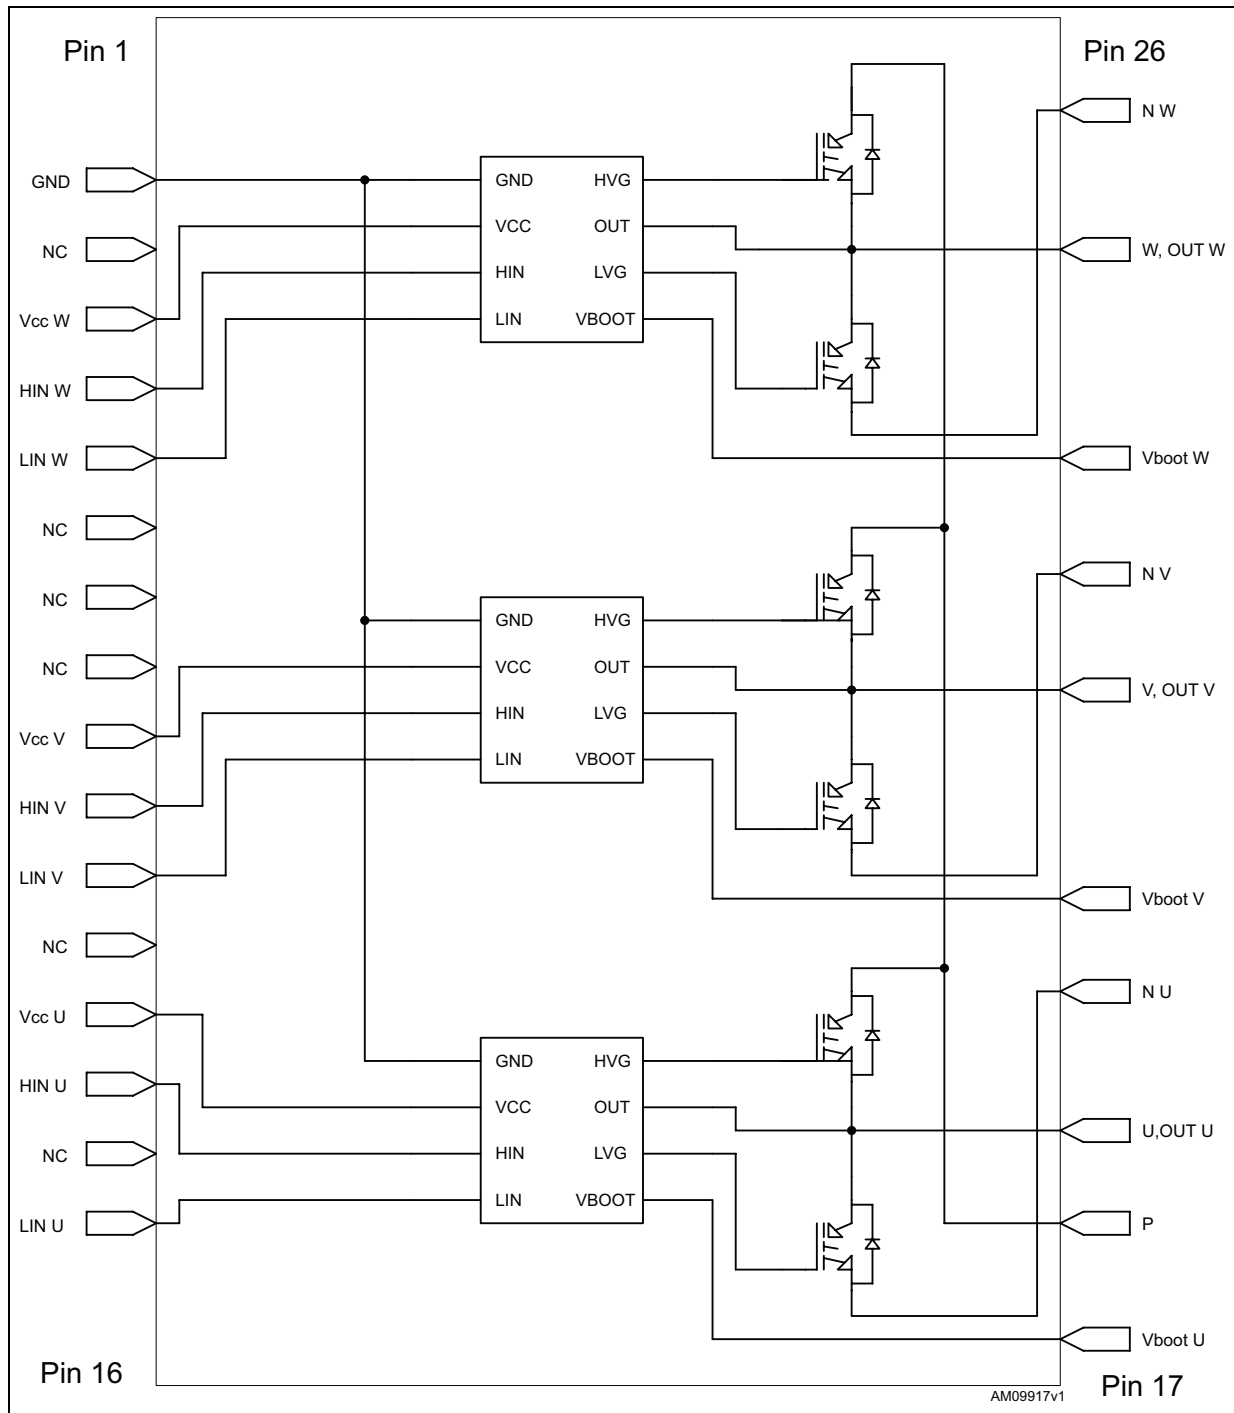 Pin 1
Pin 26
N W
GND
GND
HVG
VCC
OUT
W, OUT W
NC
HIN
LVG
Vcc W
LIN
VBOOT
HIN W
LIN W
Vboot W
NC
N V
NC
GND
HVG
NC
VCC
OUT
V, OUT V
HIN
LVG
Vcc V
LIN
VBOOT
HIN V
LIN V
Vboot V
NC
N U
Vcc U
GND
HVG
HIN U
VCC
OUT
U,OUT U
NC
HIN
LVG
LIN
VBOOT
LIN U
P
Vboot U
Pin 16
Pin 17
AM09917v1